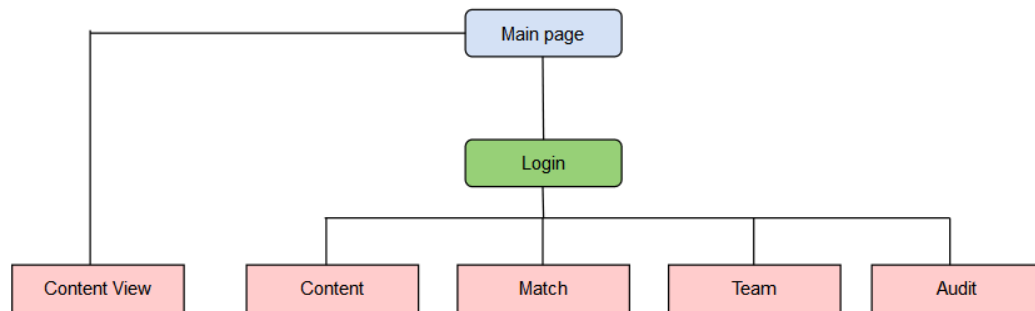 Main page
Login
Content View
Content
Match
Team
Audit